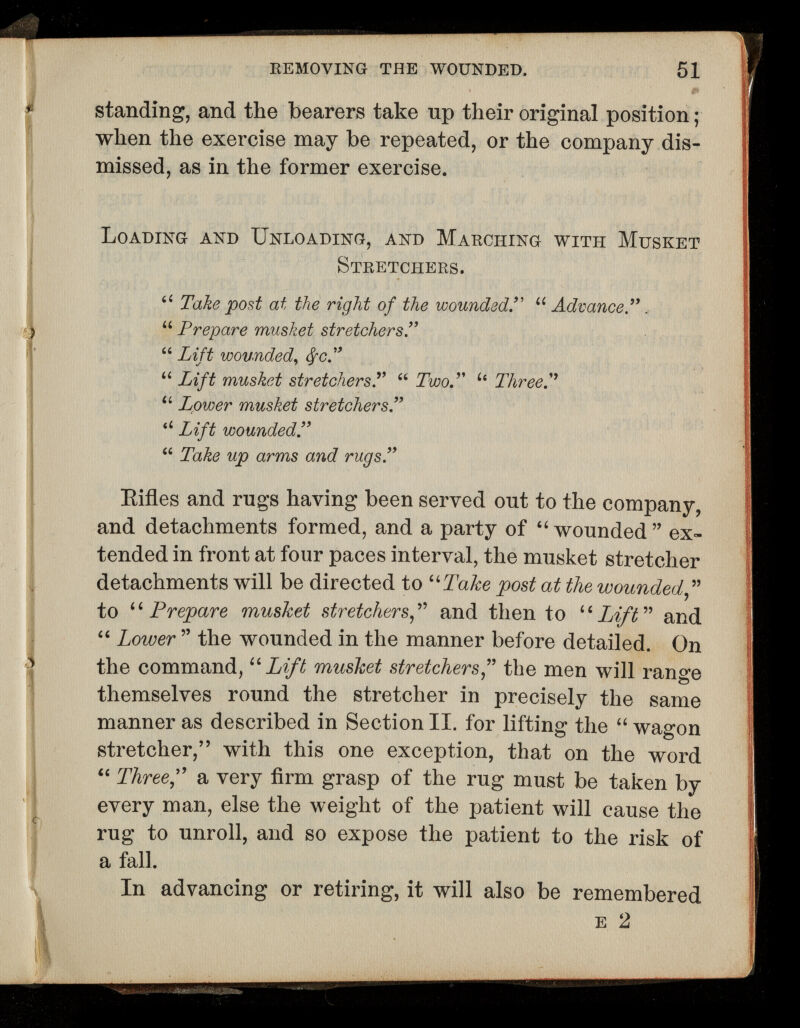 REMOVING THE WOUNDED. 51
standing, and the bearers take up their original position;
when the exercise may be repeated, or the company dis-
missed, as in the former exercise.
LOADING AND UNLOADING, AND MARCHING WITH MUSKET
STRETCHERS.
“ Take post at the right of the wounded.” “ Advance.”
“ Prepare musket stretchers.”
“ Lift wounded, &c.”
“ Lift musket stretchers.” “ Two.” “ Three.”
“ Lower musket stretchers.”
“ Lift wounded.”
“ Take up arms and rugs.”
Rifles and rugs having been served out to the company,
and detachments formed, and a party of “wounded” ex-
tended in front at four paces interval, the musket stretcher
detachments will be directed to “Take post at the wounded,”
to “Prepare musket stretchers,” and then to “Lift” and
“Lower” the wounded in the manner before detailed. On
the command, “Lift musket stretchers,” the men will range
themselves round the stretcher in precisely the same
manner as described in Section II. for lifting the “wagon
stretcher,” with this one exception, that on the word
“Three,” a very firm grasp of the rug must be taken by
every man, else the weight of the patient will cause the
rug to unroll, and so expose the patient to the risk of
a fall.
In advancing or retiring, it will also be remembered
E 2